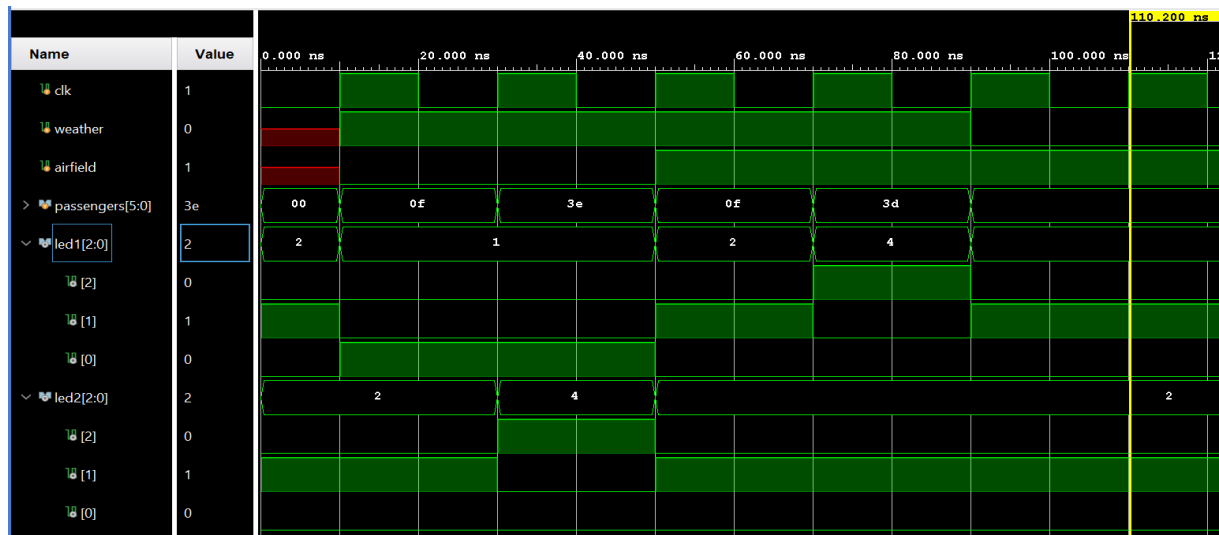 110.200 ns
Name Value
0.000 ns 20.000 ns 40.000 ns 60.000 ns 80.000 ns 100.000 ns
clk 1
weather 0
airfield 1
passengers[5:0] 3e 00 0f 3e 0f 3d
led1[2:0] 2 2 1 2 4
[2] 0
[1] 1
[0] 0
led2[2:0] 2 2 4 2
[2] 0
[1] 1
[0] 0